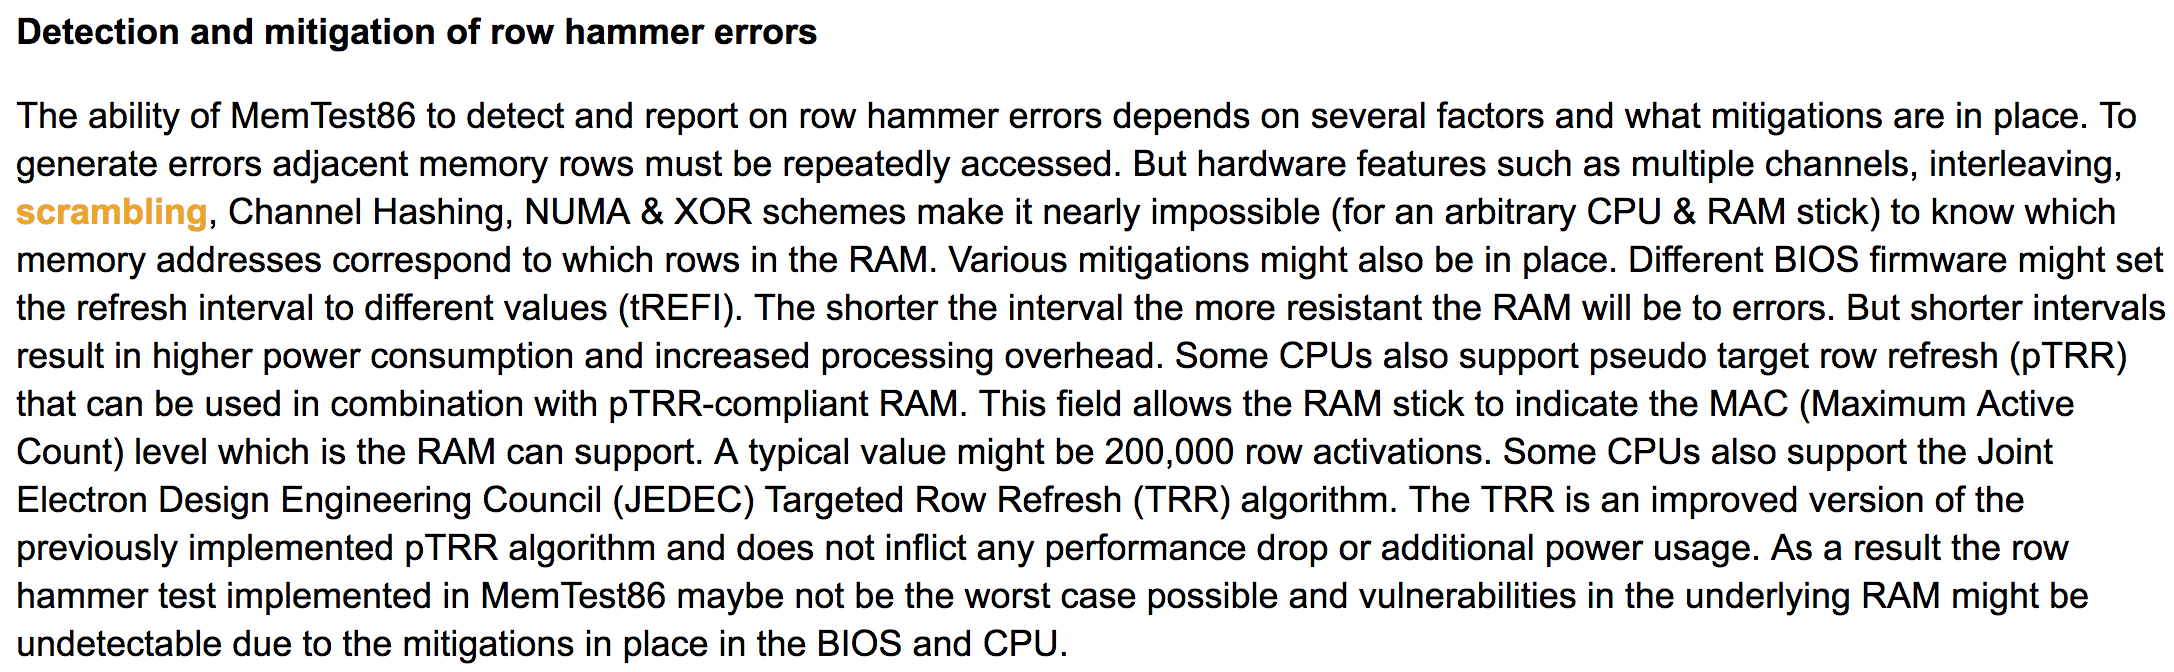 Detection and mitigation of row hammer errors
The ability of MemTest86 to detect and report on row hammer errors depends on several factors and what mitigations are in place. To
generate errors adjacent memory rows must be repeatedly accessed. But hardware features such as multiple channels, interleaving,
scrambling, Channel Hashing, NUMA & XOR schemes make it nearly impossible (for an arbitrary CPU & RAM stick) to know which
memory addresses correspond to which rows in the RAM. Various mitigations might also be in place. Different BIOS firmware might set
the refresh interval to different values (tREFI). The shorter the interval the more resistant the RAM will be to errors. But shorter intervals
result in higher power consumption and increased processing overhead. Some CPUs also support pseudo target row refresh (pTRR)
that can be used in combination with pTRR-compliant RAM. This field allows the RAM stick to indicate the MAC (Maximum Active
Count) level which is the RAM can support. A typical value might be 200,000 row activations. Some CPUs also support the Joint
Electron Design Engineering Council (JEDEC) Targeted Row Refresh (TRR) algorithm. The TRR is an improved version of the
previously implemented pTRR algorithm and does not inflict any performance drop or additional power usage. As a result the row
hammer test implemented in MemTest86 maybe not be the worst case possible and vulnerabilities in the underlying RAM might be
undetectable due to the mitigations in place in the BIOS and CPU.